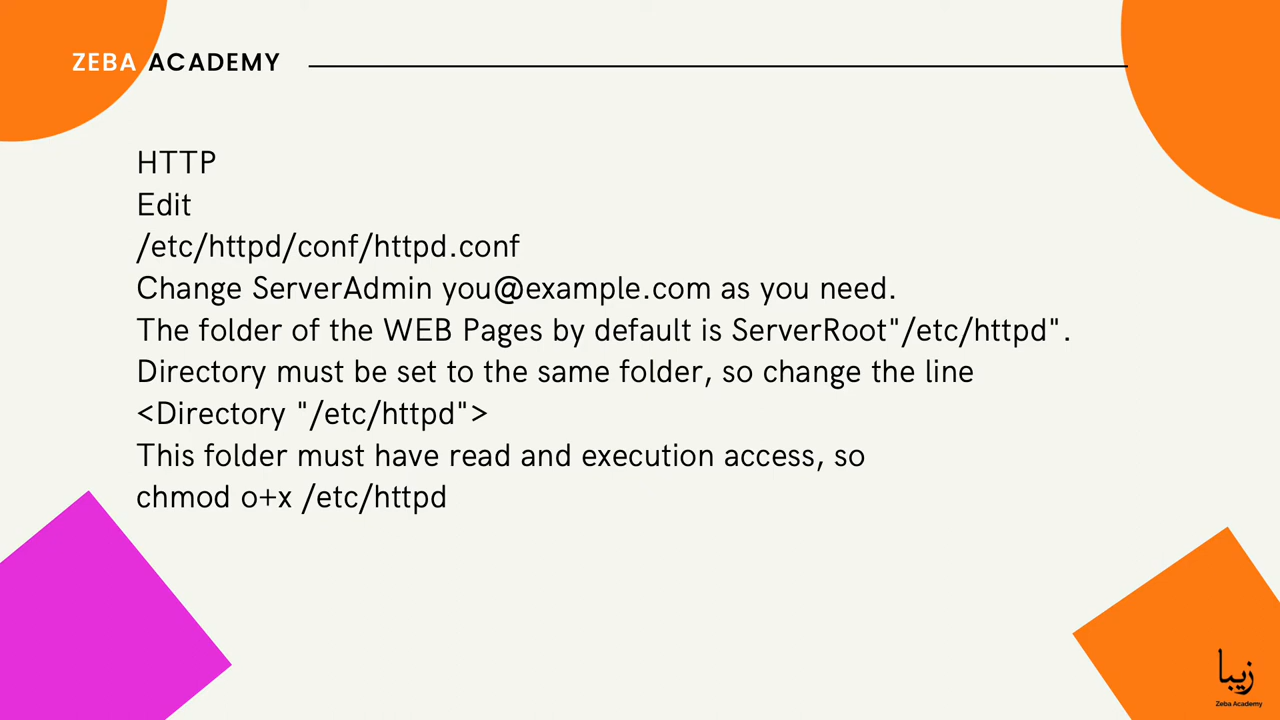 ZEBA ACADEMY
HTTP
Edit
/etc/httpd/conf/httpd.conf
Change ServerAdmin you@example.com as you need.
The folder of the WEB Pages by default is ServerRoot"/etc/httpd".
Directory must be set to the same folder, so change the line
<Directory "/etc/httpd">
This folder must have read and execution access, so
chmod o+x /etc/httpd
زیبا
Zeba Academy